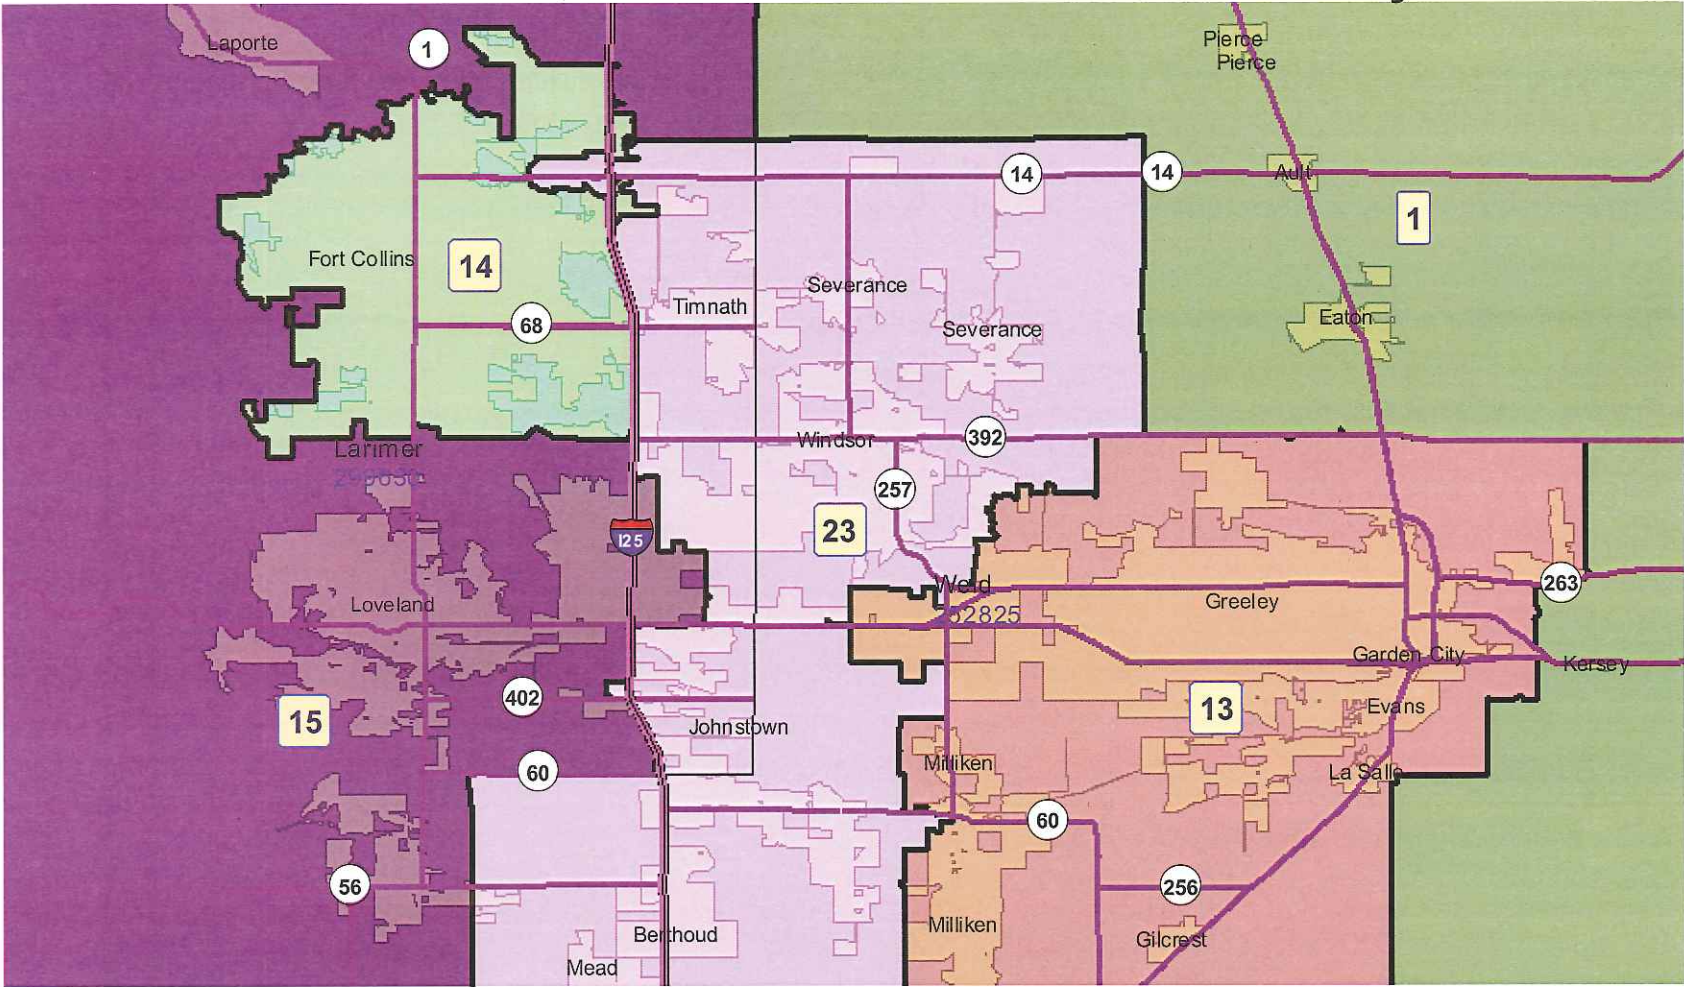 Laporte
1
Pierce
Pierce
14
14
Ault
1
Fort Collins
14
Severance
Timnath
68
Severance
Eaton
Windsor
392
Larimer
257
23
I25
Weld
263
Loveland
Greeley
Garden City
Kersey
402
15
13
Evans
Johnstown
60
Milliken
La Salle
60
56
256
Milliken
Berthoud
Gilcrest
Mead